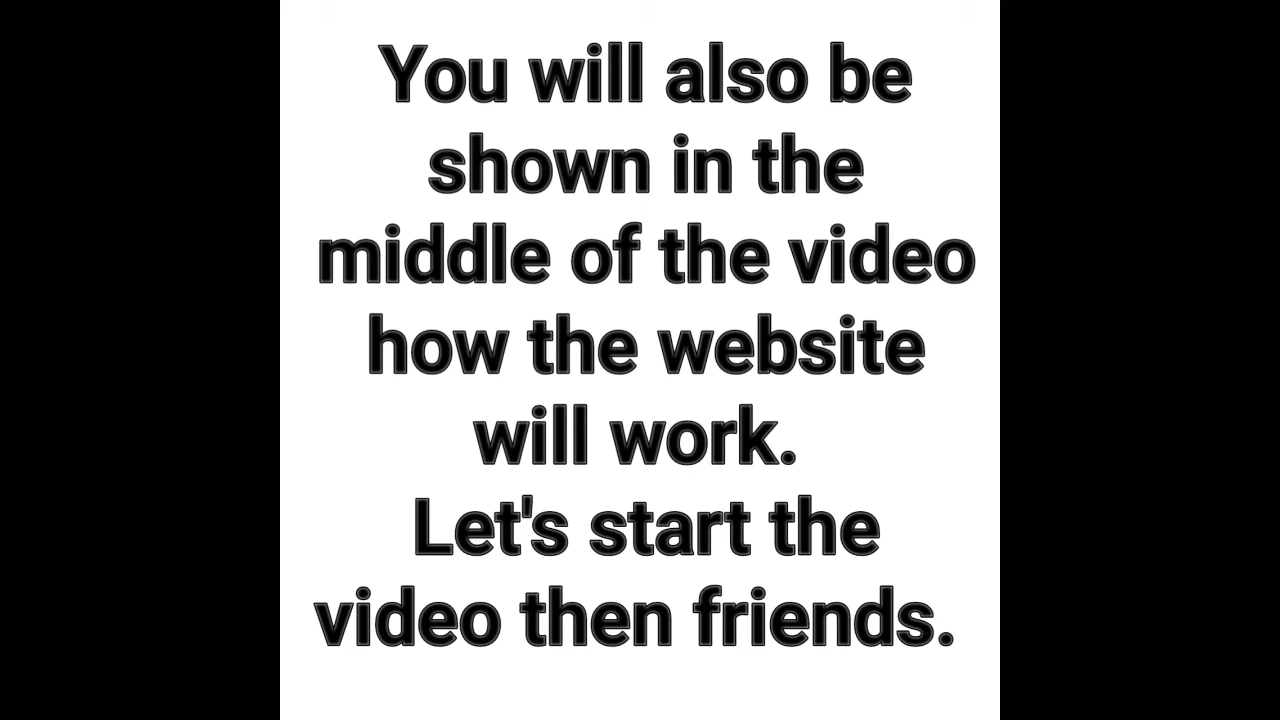 You will also be
shown in the
middle of the video
how the website
will work.
Let's start the
video then friends.